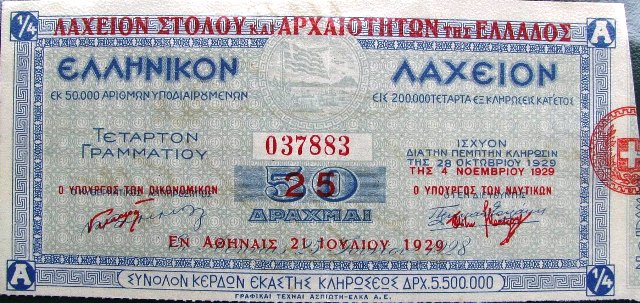 1/4 ΛΑΧΕΙΟΝ ΣΤΟΛΟΥ και ΑΡΧΑΙΟΤΗΤΩΝ της ΕΛΛΑΔΟΣ Α
ΕΛΛΗΝΙΚΟΝ ΛΑΧΕΙΟΝ
ΕΚ 50.000 ΑΡΙΘΜΩΝ ΥΠΟΔΙΑΙΡΟΥΜΕΝΩΝ ΕΙΣ 200.000 ΤΕΤΑΡΤΑ ΕΞ ΚΛΗΡΩΣΕΙΣ ΚΑΤ ΕΤΟΣ
ΤΕΤΑΡΤΟΝ
ΓΡΑΜΜΑΤΙΟΥ
037883
ΙΣΧΥΟΝ
ΔΙΑ ΤΗΝ ΠΕΜΠΤΗΝ ΚΛΗΡΩΣΙΝ
ΤΗΣ 28 ΟΚΤΩΒΡΙΟΥ 1929
ΤΗΣ 4 ΝΟΕΜΒΡΙΟΥ 1929
Ο ΥΠΟΥΡΓΟΣ ΤΩΝ ΟΙΚΟΝΟΜΙΚΩΝ
50
25
ΔΡΑΧΜΑΙ
Ο ΥΠΟΥΡΓΟΣ ΤΩΝ ΝΑΥΤΙΚΩΝ
ΕΝ ΑΘΗΝΑΙΣ 21 ΙΟΥΛΙΟΥ 1929
Α ΣΥΝΟΛΟΝ ΚΕΡΔΩΝ ΕΚΑΣΤΗΣ ΚΛΗΡΩΣΕΩΣ ΔΡΧ. 5.500.000 1/4
ΓΡΑΦΙΚΑΙ ΤΕΧΝΑΙ ΑΣΠΙΩΤΗ-ΕΛΚΑ Α.Ε.